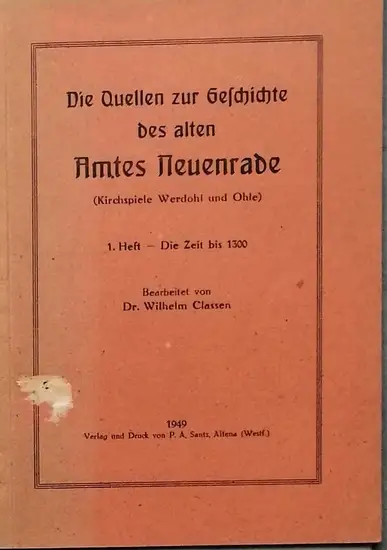 Die Quellen zur Geschichte
des alten
Amtes Neuenrade
(Kirchspiele Werdohl und Ohle)
1. Heft – Die Zeit bis 1300
Bearbeitet von
Dr. Wilhelm Classen
1949
Verlag und Druck von P. A. Santz, Altena (Westf.)